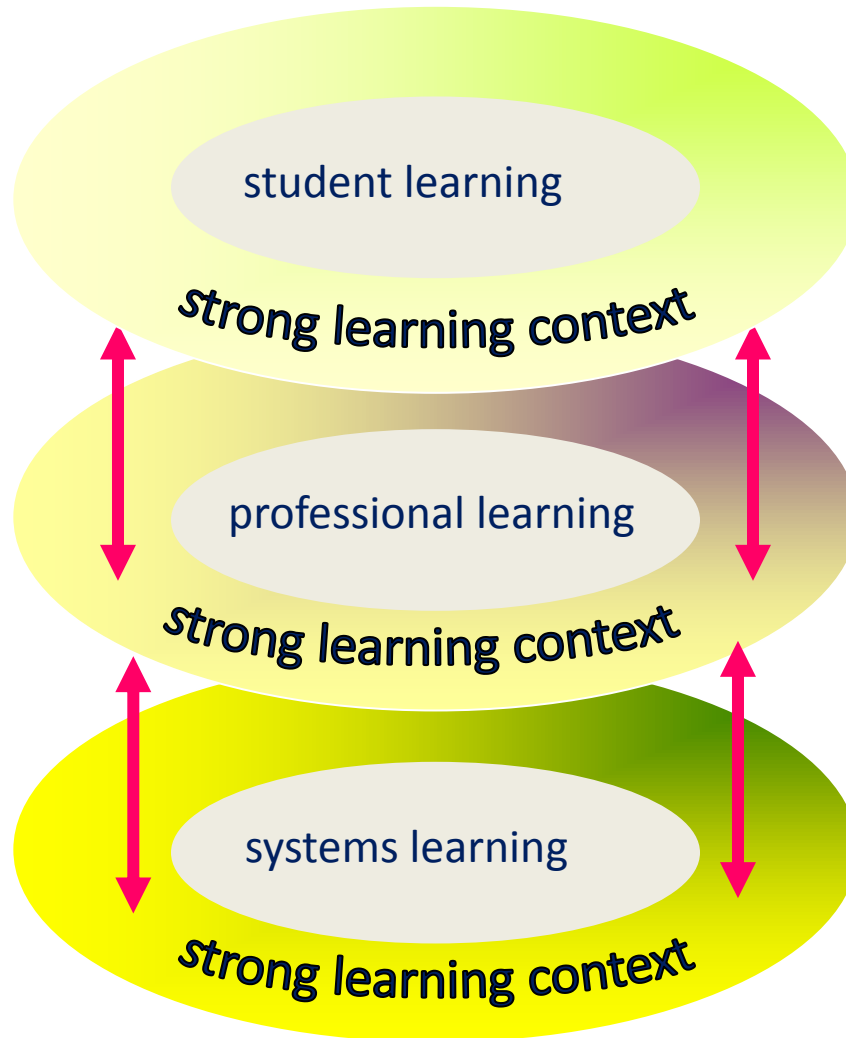 student learning
strong learning context
professional learning
strong learning context
systems learning
strong learning context